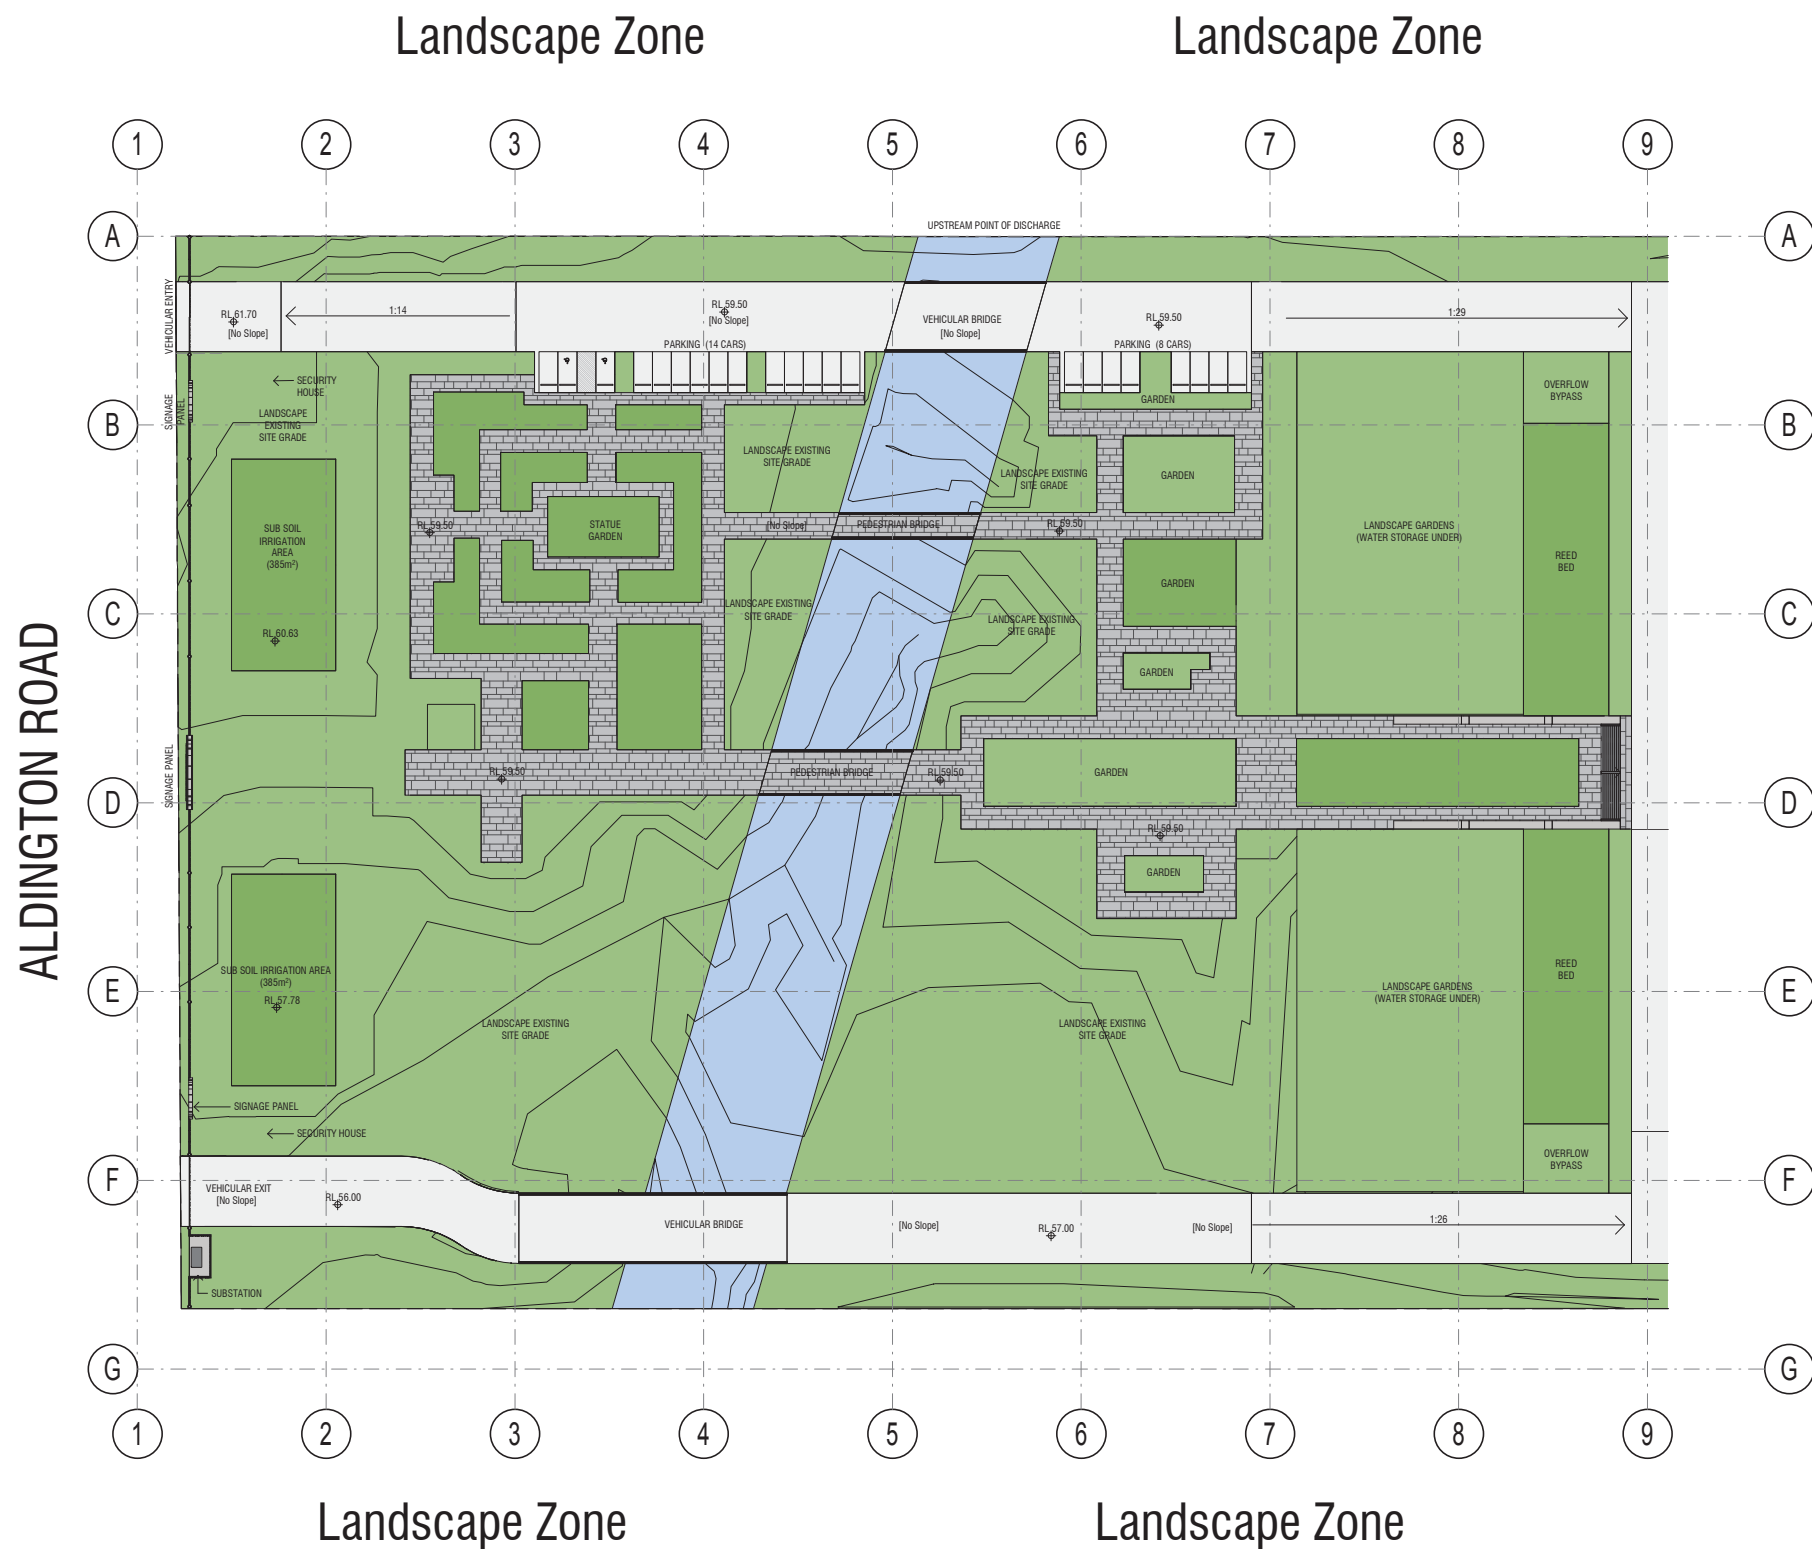 Landscape Zone
Landscape Zone
1
2
3
4
5
6
7
8
9
A
A
UPSTREAM POINT OF DISCHARGE
VEHICULAR ENTRY
RL 61.70
[No Slope]
1:14
RL 59.50
[No Slope]
VEHICULAR BRIDGE
[No Slope]
RL 59.50
1:29
PARKING (14 CARS)
PARKING (8 CARS)
SECURITY
HOUSE
SIGNAGE
PANEL
LANDSCAPE
EXISTING
SITE GRADE
GARDEN
OVERFLOW
BYPASS
B
B
LANDSCAPE EXISTING
SITE GRADE
LANDSCAPE EXISTING
SITE GRADE
GARDEN
SUB SOIL
IRRIGATION
AREA
(385m²)
RL 59.50
STATUE
GARDEN
[No Slope]
PEDESTRIAN BRIDGE
RL 59.50
LANDSCAPE GARDENS
(WATER STORAGE UNDER)
REED
BED
GARDEN
C
C
LANDSCAPE EXISTING
SITE GRADE
LANDSCAPE EXISTING
SITE GRADE
RL 60.63
GARDEN
ALDINGTON ROAD
SIGNAGE PANEL
RL 59.50
PEDESTRIAN BRIDGE
RL 59.50
GARDEN
D
D
RL 59.50
GARDEN
SUB SOIL IRRIGATION AREA
(385m²)
RL 57.78
REED
BED
E
E
LANDSCAPE GARDENS
(WATER STORAGE UNDER)
LANDSCAPE EXISTING
SITE GRADE
LANDSCAPE EXISTING
SITE GRADE
SIGNAGE PANEL
SECURITY HOUSE
OVERFLOW
BYPASS
F
F
VEHICULAR EXIT
[No Slope]
RL 56.00
VEHICULAR BRIDGE
[No Slope]
RL 57.00
[No Slope]
1:26
SUBSTATION
G
G
1
2
3
4
5
6
7
8
9
Landscape Zone
Landscape Zone